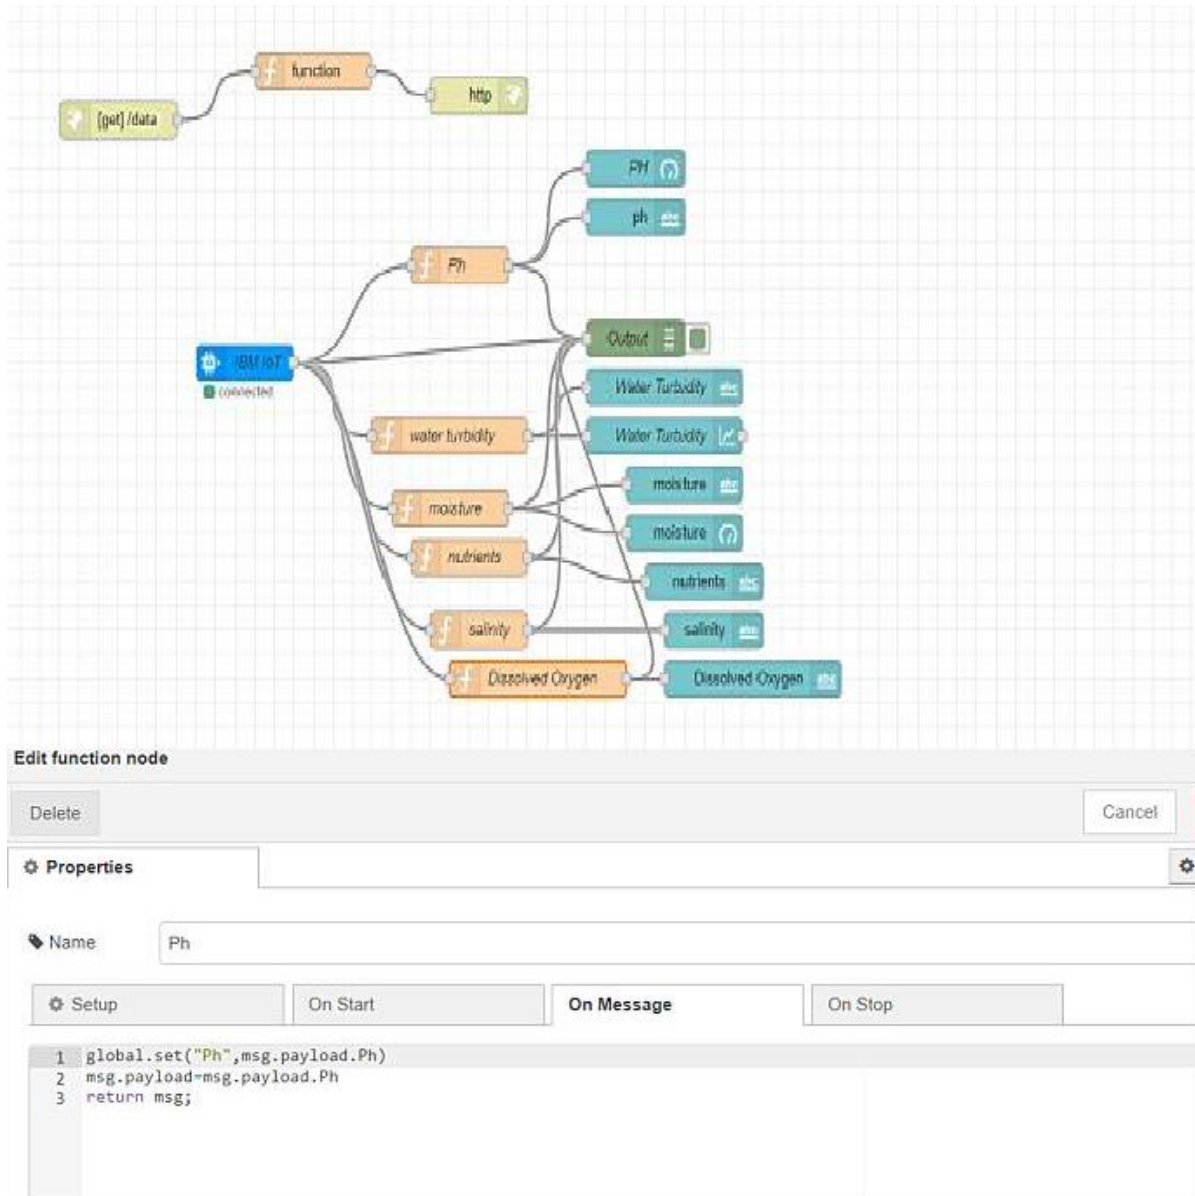 function
http
[get] /data
PH
ph
Ph
Output
IBM IoT
connected
Water Turbudity
water turbidity
Water Turbudity
moisture
moisture
moisture
nutrients
nutrients
salinity
salinity
Dissolved Oxygen
Dissolved Oxygen
Edit function node
Delete
Cancel
Properties
Name
Ph
Setup
On Start
On Message
On Stop
1 global.set("Ph",msg.payload.Ph)
2 msg.payload=msg.payload.Ph
3 return msg;